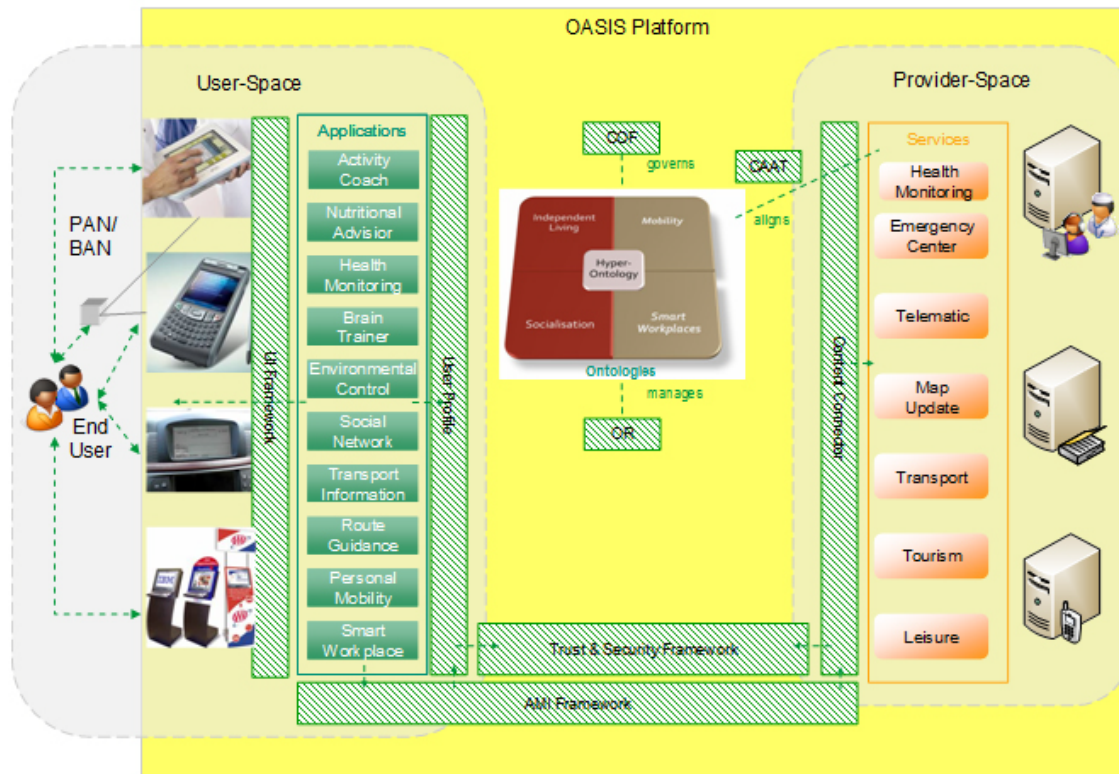 OASIS Platform
User-Space
Provider-Space
PAN/
BAN
End
User
UI Framework
Applications
Activity
Coach
Nutritional
Advisior
Health
Monitoring
Brain
Trainer
Environmental
Control
Social
Network
Transport
Information
Route
Guidance
Personal
Mobility
Smart
Workplace
User Profile
COF
governs
CAAT
aligns
Independent
Living
Mobility
Hyper-
Ontology
Socialisation
Smart
Workplaces
Ontologies
manages
OR
Content Connector
Services
Health
Monitoring
Emergency
Center
Telematic
Map
Update
Transport
Tourism
Leisure
Trust & Security Framework
AMI Framework